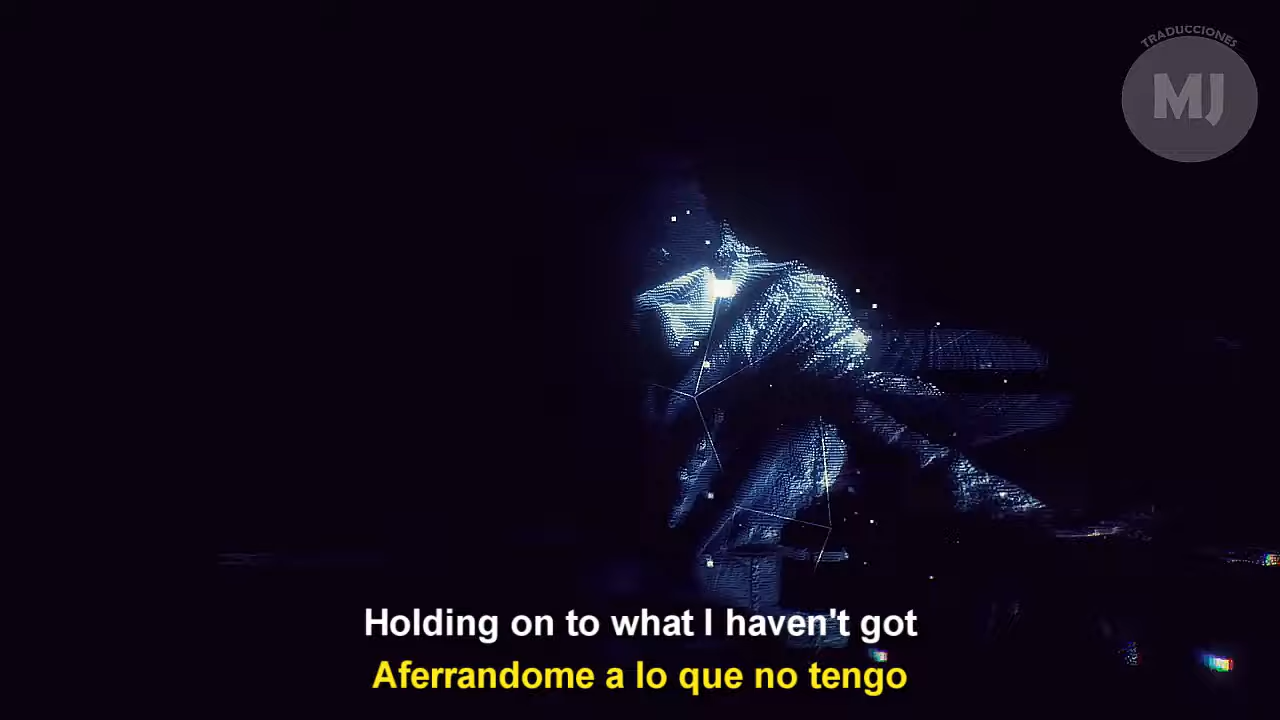 TRADUCCIONES
MJ
Holding on to what I haven't got
Aferrandome a lo que no tengo